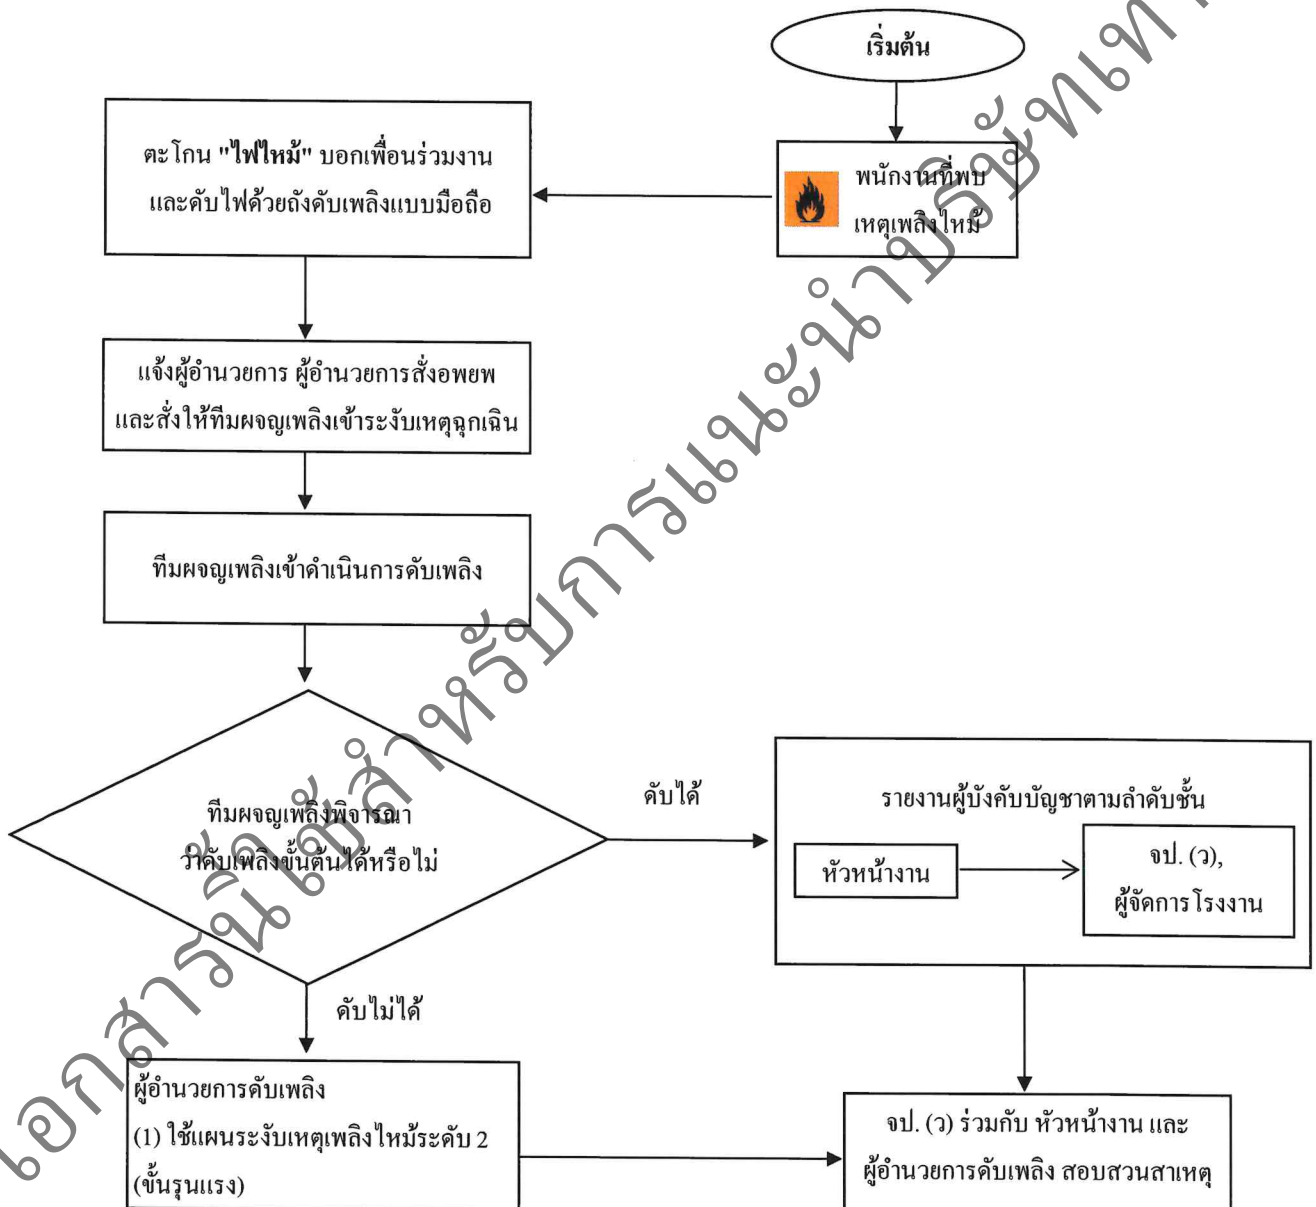 เริ่มต้น
พนักงานที่พบ
เหตุเพลิงไหม้
ตะโกน "ไฟไหม้" บอกเพื่อนร่วมงาน
และดับไฟด้วยถังดับเพลิงแบบมือถือ
แจ้งผู้อำนวยการ ผู้อำนวยการสั่งอพยพ
และสั่งให้ทีมผจญเพลิงเข้าระงับเหตุฉุกเฉิน
ทีมผจญเพลิงเข้าดำเนินการดับเพลิง
ทีมผจญเพลิงพิจารณา
ว่าดับเพลิงขั้นต้นได้หรือไม่
ดับได้
รายงานผู้บังคับบัญชาตามลำดับชั้น
หัวหน้างาน
จป. (ว),
ผู้จัดการโรงงาน
ดับไม่ได้
ผู้อำนวยการดับเพลิง
(1) ใช้แผนระงับเหตุเพลิงไหม้ระดับ 2
(ขั้นรุนแรง)
จป. (ว) ร่วมกับ หัวหน้างาน และ
ผู้อำนวยการดับเพลิง สอบสวนสาเหตุ
เอกสารนี้ใช้สำหรับการแนะนำบริษัท